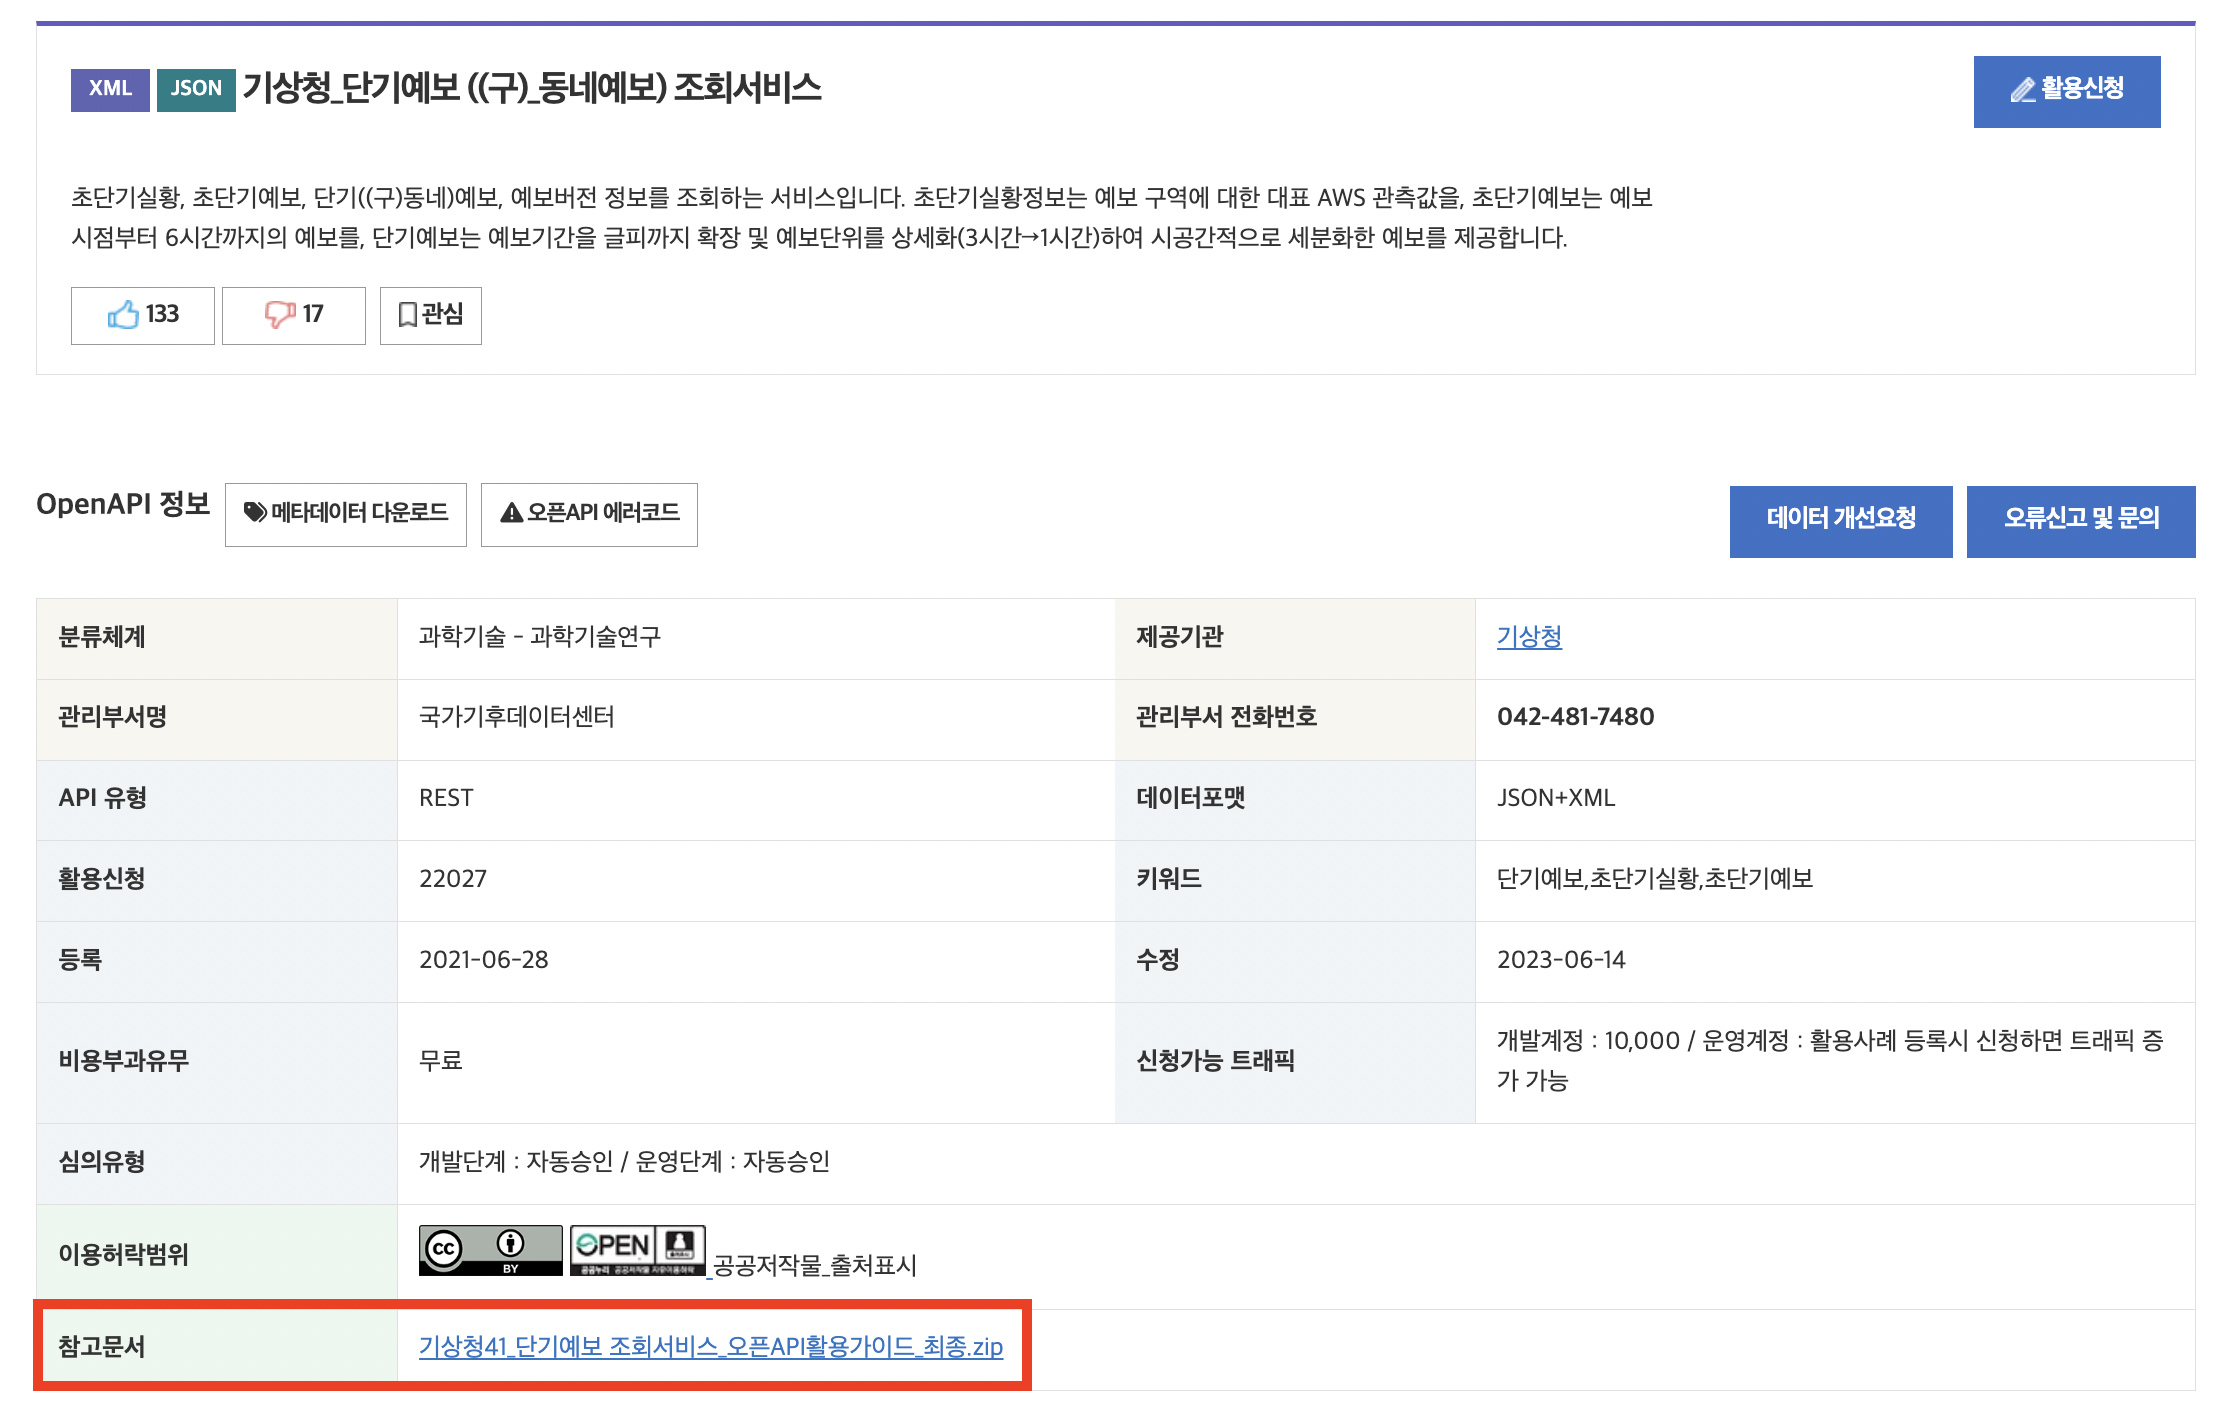 XML JSON 기상청_단기예보 ((구)_동네예보) 조회서비스
활용신청
초단기실황, 초단기예보, 단기((구)동네)예보, 예보버전 정보를 조회하는 서비스입니다. 초단기실황정보는 예보 구역에 대한 대표 AWS 관측값을, 초단기예보는 예보
시점부터 6시간까지의 예보를, 단기예보는 예보기간을 글피까지 확장 및 예보단위를 상세화(3시간→1시간)하여 시공간적으로 세분화한 예보를 제공합니다.
133 17 관심
OpenAPI 정보 메타데이터 다운로드 오픈API 에러코드 데이터 개선요청 오류신고 및 문의
분류체계 과학기술 - 과학기술연구 제공기관 기상청
관리부서명 국가기후데이터센터 관리부서 전화번호 042-481-7480
API 유형 REST 데이터포맷 JSON+XML
활용신청 22027 키워드 단기예보,초단기실황,초단기예보
등록 2021-06-28 수정 2023-06-14
비용부과유무 무료 신청가능 트래픽 개발계정 : 10,000 / 운영계정 : 활용사례 등록시 신청하면 트래픽 증
가 가능
심의유형 개발단계 : 자동승인 / 운영단계 : 자동승인
이용허락범위 cc BY OPEN 공공누리 공공저작물 자유이용허락 공공저작물_출처표시
참고문서 기상청41_단기예보 조회서비스_오픈API활용가이드_최종.zip